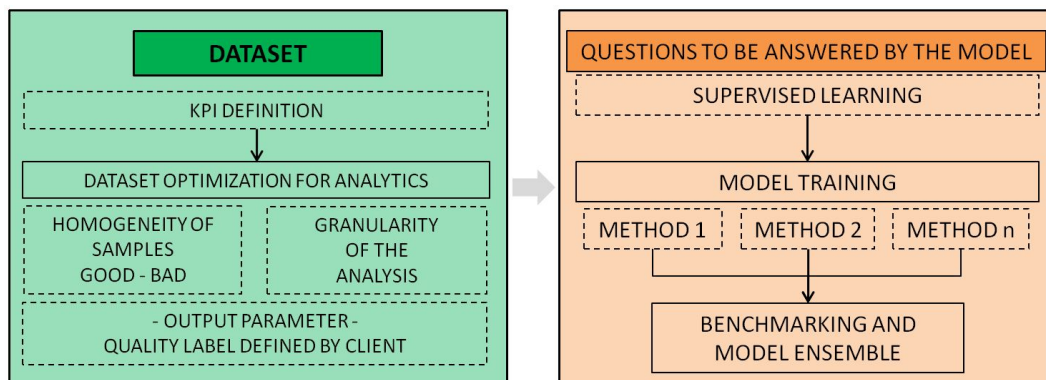 DATASET
KPI DEFINITION
DATASET OPTIMIZATION FOR ANALYTICS
HOMOGENEITY OF
SAMPLES
GOOD - BAD
GRANULARITY
OF THE
ANALYSIS
- OUTPUT PARAMETER -
QUALITY LABEL DEFINED BY CLIENT
QUESTIONS TO BE ANSWERED BY THE MODEL
SUPERVISED LEARNING
MODEL TRAINING
METHOD 1
METHOD 2
METHOD n
BENCHMARKING AND
MODEL ENSEMBLE